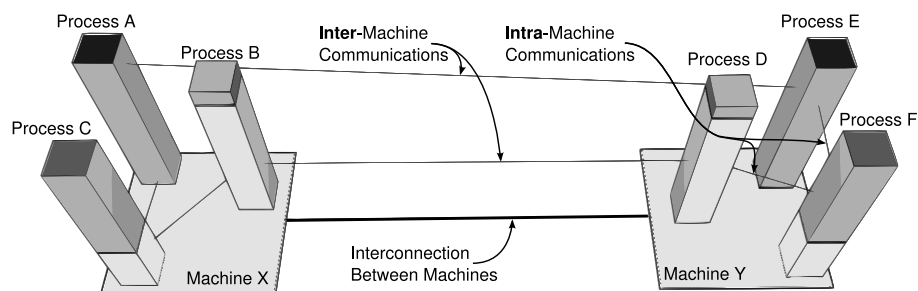 Process A
Process B
Process C
Inter-Machine
Communications
Intra-Machine
Communications
Process D
Process E
Process F
Machine X
Interconnection
Between Machines
Machine Y